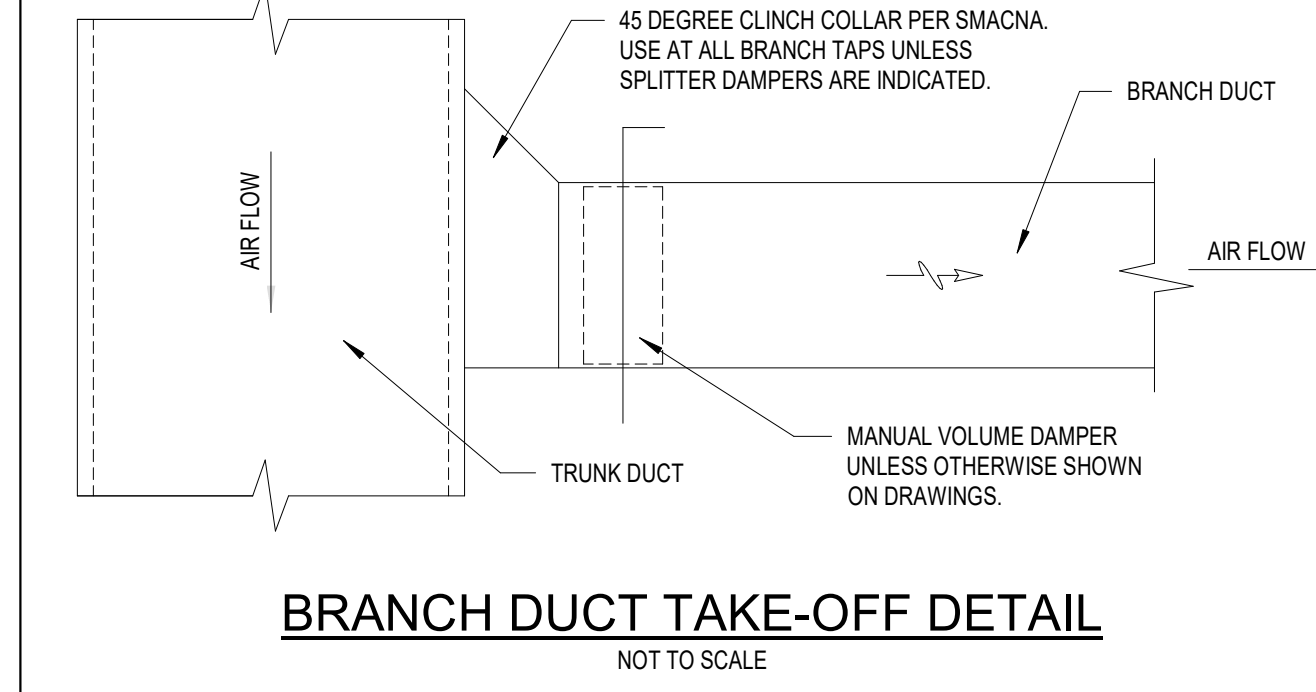 45 DEGREE CLINCH COLLAR PER SMACNA.
USE AT ALL BRANCH TAPS UNLESS
SPLITTER DAMPERS ARE INDICATED.
BRANCH DUCT
AIR FLOW
AIR FLOW
TRUNK DUCT
MANUAL VOLUME DAMPER
UNLESS OTHERWISE SHOWN
ON DRAWINGS.
BRANCH DUCT TAKE-OFF DETAIL
NOT TO SCALE